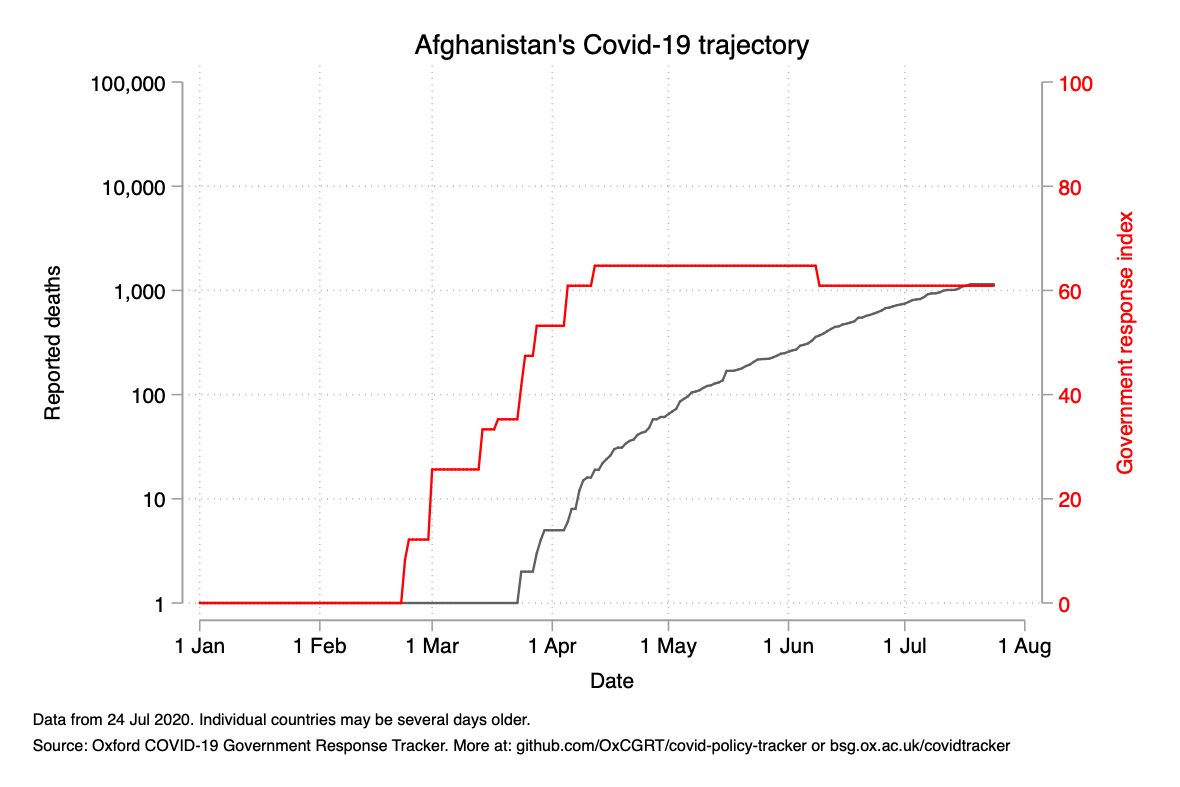 Afghanistan's Covid-19 trajectory
100,000
10,000
1,000
100
10
1
Reported deaths
100
80
60
40
20
0
Government response index
1 Jan 1 Feb 1 Mar 1 Apr 1 May 1 Jun 1 Jul 1 Aug
Date
Data from 24 Jul 2020. Individual countries may be several days older.
Source: Oxford COVID-19 Government Response Tracker. More at: github.com/OxCGRT/covid-policy-tracker or bsg.ox.ac.uk/covidtracker